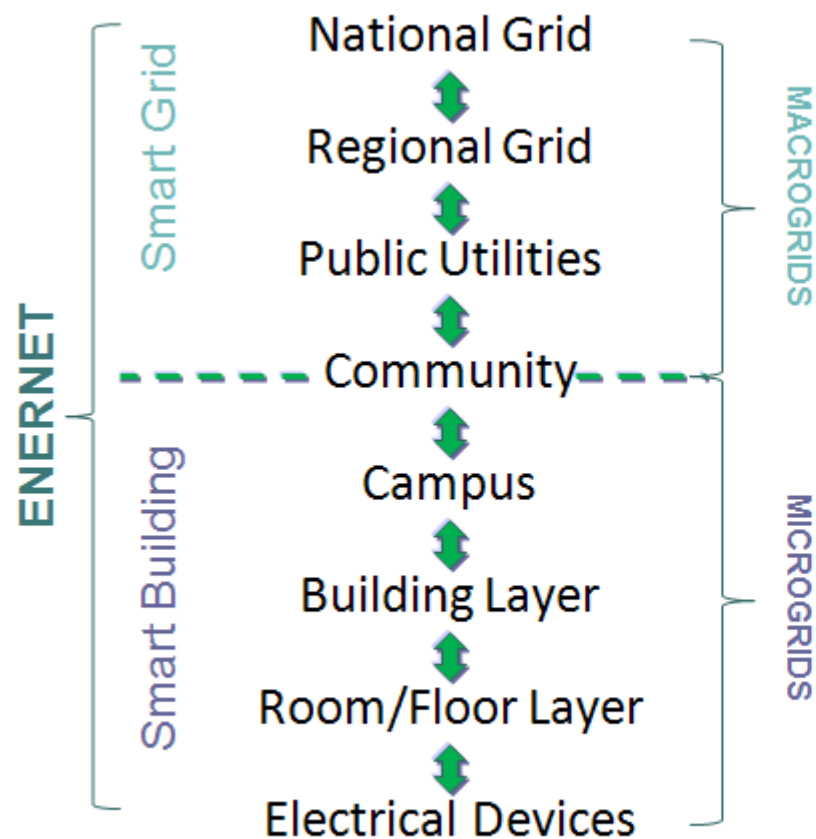 ENERNET
Smart Grid
Smart Building
National Grid
Regional Grid
Public Utilities
Community
Campus
Building Layer
Room/Floor Layer
Electrical Devices
MACROGRIDS
MICROGRIDS